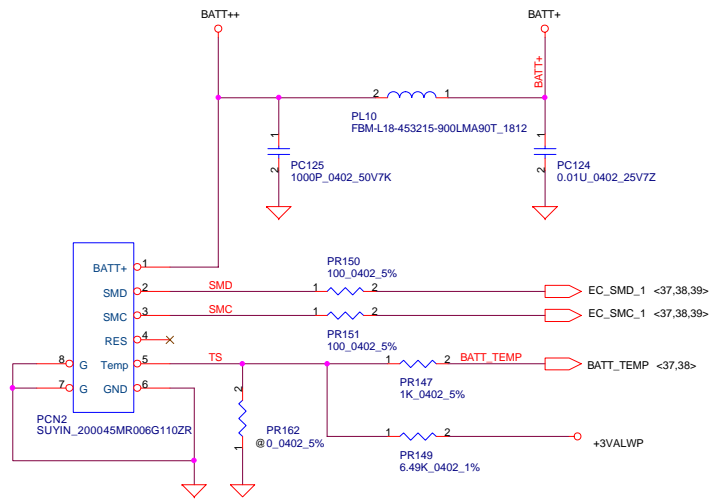 BATT++
BATT+
BATT+
2
1
PL10
FBM-L18-453215-900LMA90T_1812
1
2
PC125
1000P_0402_50V7K
1
2
PC124
0.01U_0402_25V7Z
BATT+
1
SMD
2
SMC
3
RES
4
8
G
Temp
5
7
G
GND
6
PCN2
SUYIN_200045MR006G110ZR
SMD
PR150
100_0402_5%
1
2
EC_SMD_1 <37,38,39>
SMC
1
2
EC_SMC_1 <37,38,39>
PR151
100_0402_5%
TS
1
2
BATT_TEMP
BATT_TEMP <37,38>
PR147
1K_0402_5%
2
1
PR162
@0_0402_5%
1
2
+3VALWP
PR149
6.49K_0402_1%